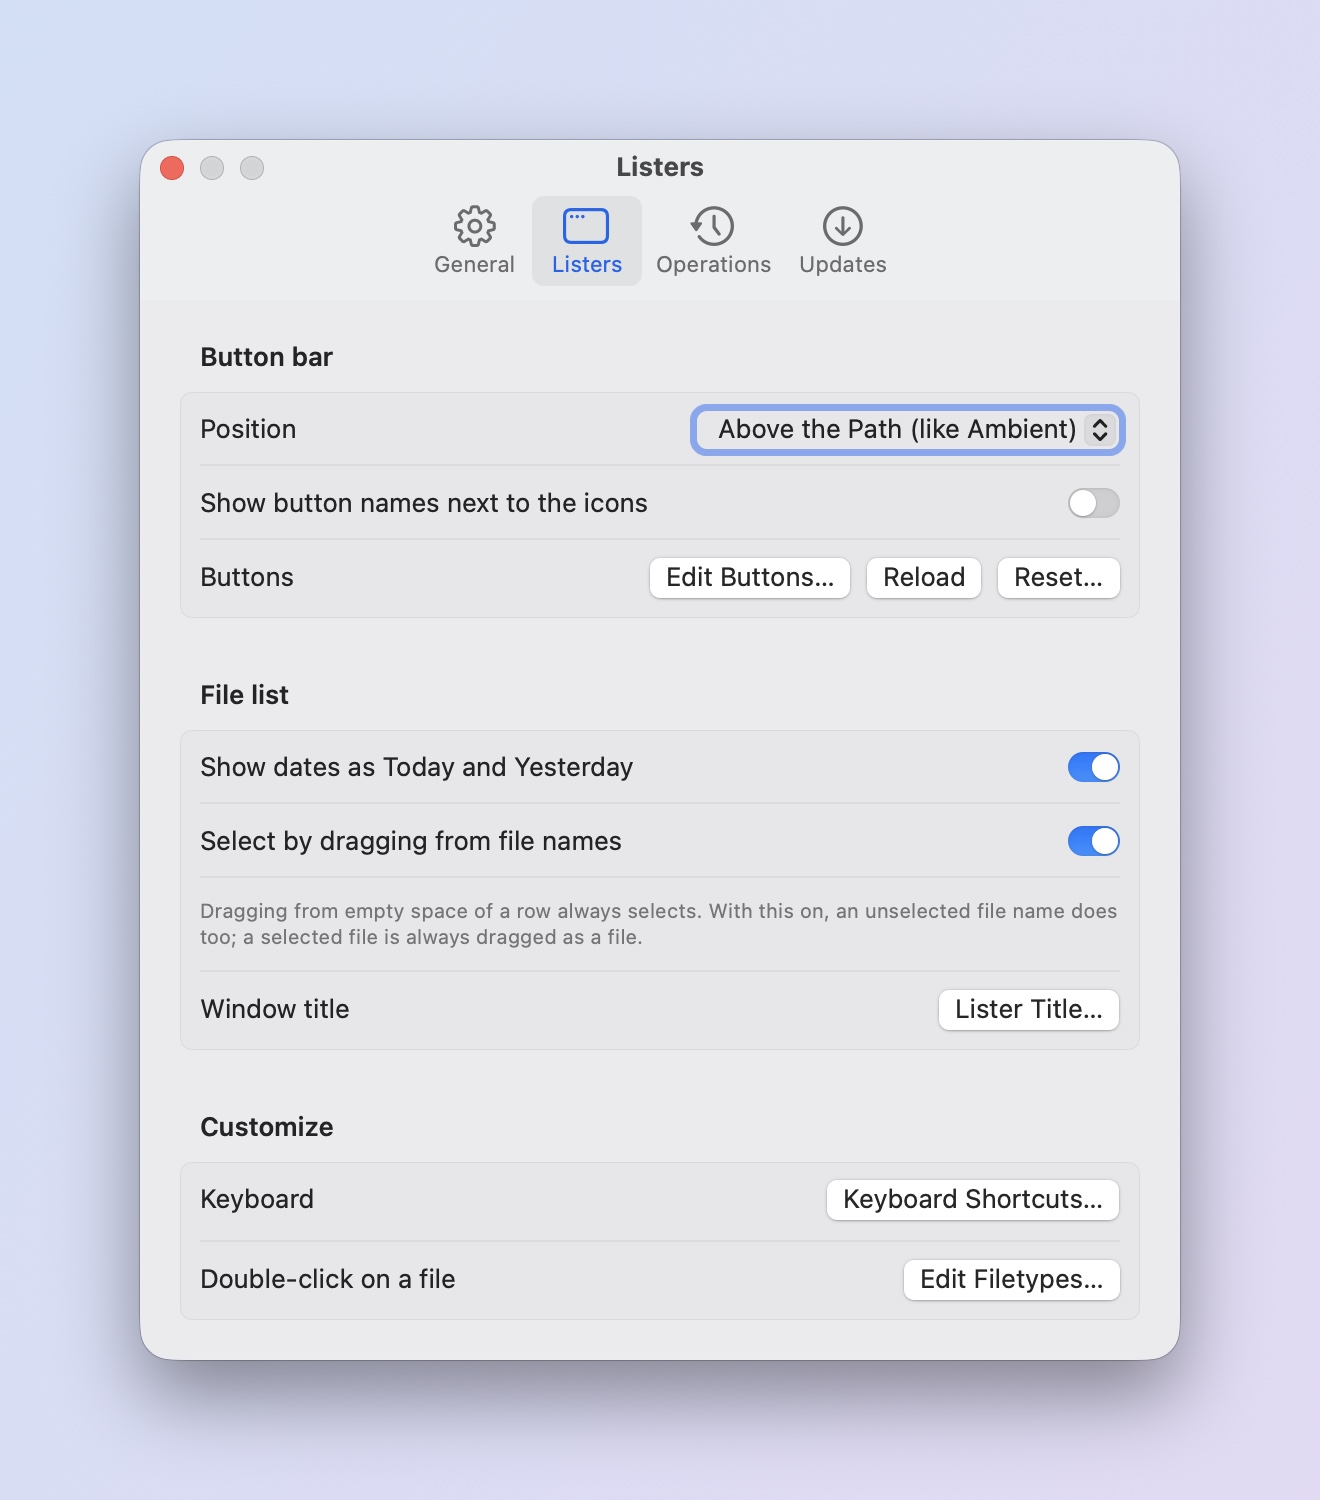 Listers
General
Listers
Operations
Updates
Button bar
Position
Above the Path (like Ambient)
Show button names next to the icons
Buttons
Edit Buttons...
Reload
Reset...
File list
Show dates as Today and Yesterday
Select by dragging from file names
Dragging from empty space of a row always selects. With this on, an unselected file name does
too; a selected file is always dragged as a file.
Window title
Lister Title...
Customize
Keyboard
Keyboard Shortcuts...
Double-click on a file
Edit Filetypes...